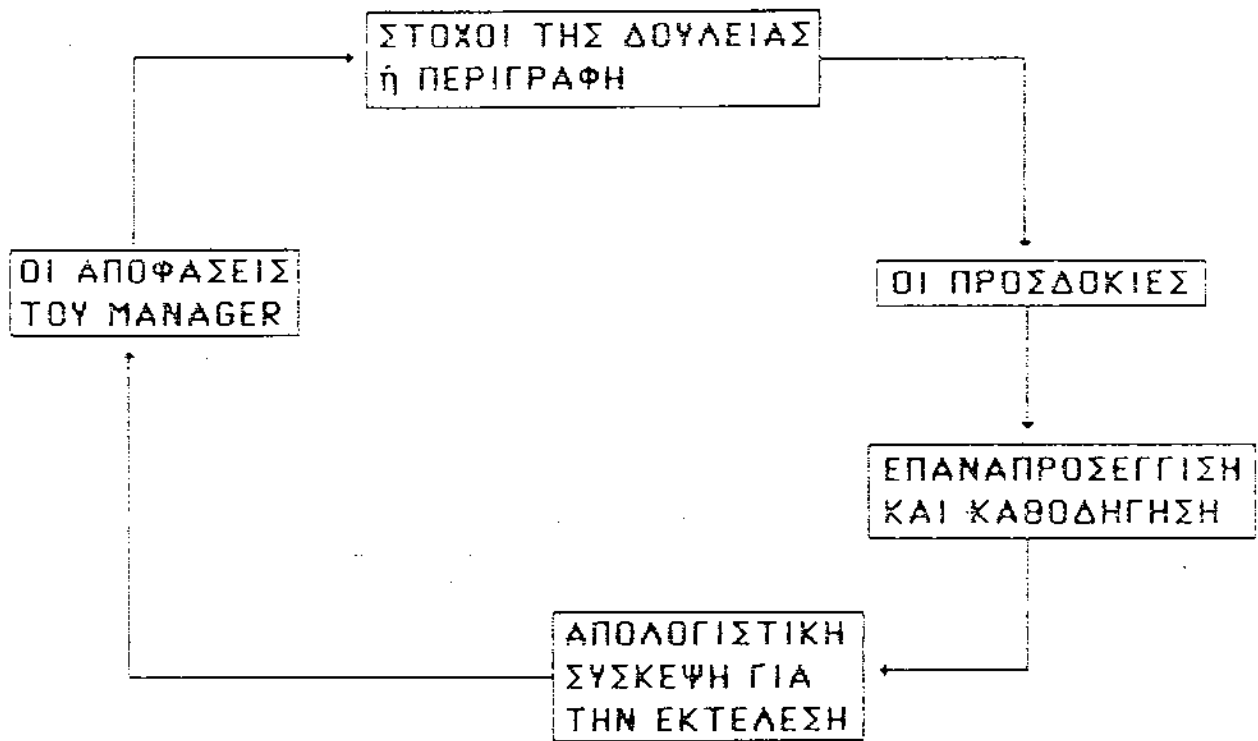 ΣΤΟΧΟΙ ΤΗΣ ΔΟΥΛΕΙΑΣ
ή ΠΕΡΙΓΡΑΦΗ
ΟΙ ΑΠΟΦΑΣΕΙΣ
ΤΟΥ MANAGER
ΟΙ ΠΡΟΣΔΟΚΙΕΣ
ΕΠΑΝΑΠΡΟΣΕΓΓΙΣΗ
ΚΑΙ ΚΑΘΟΔΗΓΗΣΗ
ΑΠΟΛΟΓΙΣΤΙΚΗ
ΣΥΣΚΕΨΗ ΓΙΑ
ΤΗΝ ΕΚΤΕΛΕΣΗ